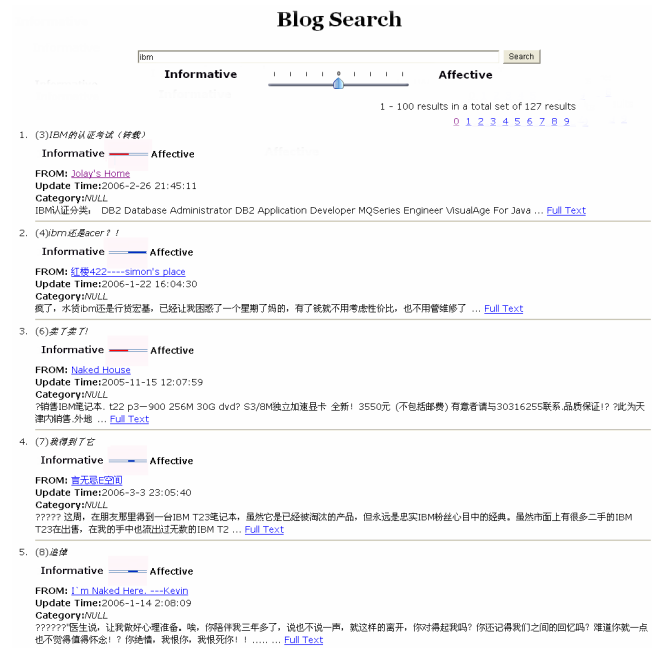 Blog Search
ibm Search
Informative 0 Affective
1 - 100 results in a total set of 127 results
0 1 2 3 4 5 6 7 8 9
1. (3)IBM的认证考试（转载）
Informative Affective
FROM: Jolay's Home
Update Time:2006-2-26 21:45:11
Category:NULL
IBM认证分类： DB2 Database Administrator DB2 Application Developer MQSeries Engineer VisualAge For Java ... Full Text
2. (4)ibm还是acer？！
Informative Affective
FROM: 红楼422----simon's place
Update Time:2006-1-22 16:04:30
Category:NULL
疯了，水货ibm还是行货宏基，已经让我困惑了一个星期了妈的，有了钱就不用考虑性价比，也不用管维修了 ... Full Text
3. (6)卖了卖了!
Informative Affective
FROM: Naked House
Update Time:2005-11-15 12:07:59
Category:NULL
?销售IBM笔记本. t22 p3—900 256M 30G dvd? S3/8M独立加速显卡 全新！3550元 (不包括邮费) 有意者请与30316255联系.品质保证!? ?此为天
津内销售.外地 ... Full Text
4. (7)我得到了它
Informative Affective
FROM: 言无忌E空间
Update Time:2006-3-3 23:05:40
Category:NULL
????? 这周，在朋友那里得到一台IBM T23笔记本，虽然它是已经被淘汰的产品，但永远是忠实IBM粉丝心目中的经典。虽然市面上有很多二手的IBM
T23在出售，在我的手中也流出过无数的IBM T2 ... Full Text
5. (8)追悼
Informative Affective
FROM: I`m Naked Here. ---Kevin
Update Time:2006-1-14 2:08:09
Category:NULL
??????"医生说，让我做好心理准备。唉，你陪伴我三年多了，说也不说一声，就这样的离开，你对得起我吗？你还记得我们之间的回忆吗？难道你就一点
也不觉得值得怀念！？你绝情，我恨你，我恨死你！！..... ... Full Text